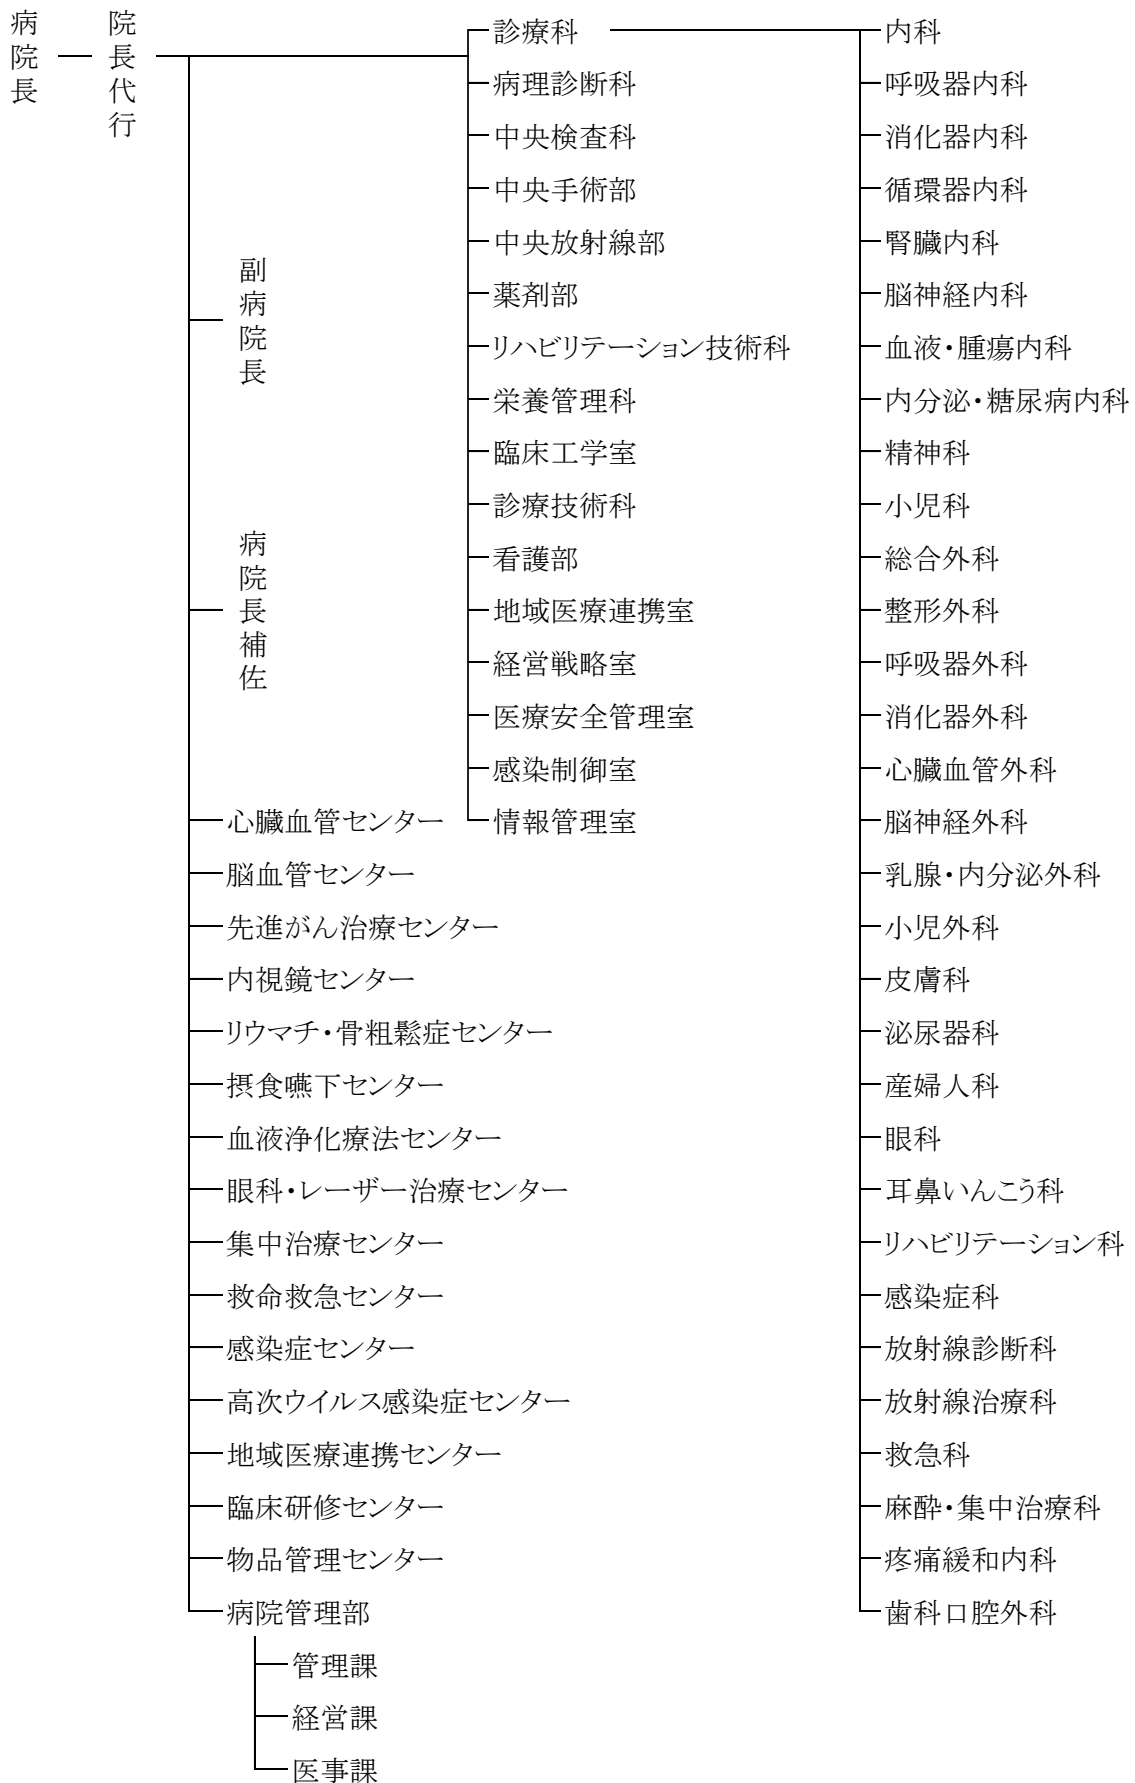 病院長
院長代行
副病院長
病院長補佐
心臓血管センター
脳血管センター
先進がん治療センター
内視鏡センター
リウマチ・骨粗鬆症センター
摂食嚥下センター
血液浄化療法センター
眼科・レーザー治療センター
集中治療センター
救命救急センター
感染症センター
高次ウイルス感染症センター
地域医療連携センター
臨床研修センター
物品管理センター
病院管理部
管理課
経営課
医事課
診療科
病理診断科
中央検査科
中央手術部
中央放射線部
薬剤部
リハビリテーション技術科
栄養管理科
臨床工学室
診療技術科
看護部
地域医療連携室
経営戦略室
医療安全管理室
感染制御室
情報管理室
内科
呼吸器内科
消化器内科
循環器内科
腎臓内科
脳神経内科
血液・腫瘍内科
内分泌・糖尿病内科
精神科
小児科
総合外科
整形外科
呼吸器外科
消化器外科
心臓血管外科
脳神経外科
乳腺・内分泌外科
小児外科
皮膚科
泌尿器科
産婦人科
眼科
耳鼻いんこう科
リハビリテーション科
感染症科
放射線診断科
放射線治療科
救急科
麻酔・集中治療科
疼痛緩和内科
歯科口腔外科